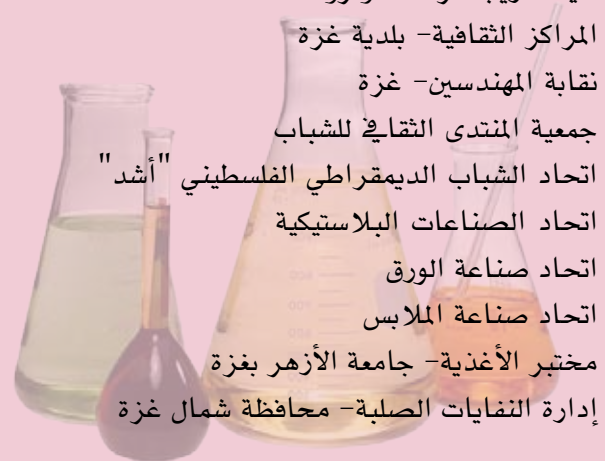 المراكز الثقافية- بلدية غزة
نقابة المهندسين- غزة
جمعية المنتدى الثقافي للشباب
اتحاد الشباب الديمقراطي الفلسطيني "أشد"
اتحاد الصناعات البلاستيكية
اتحاد صناعة الورق
اتحاد صناعة الملابس
مختبر الأغذية- جامعة الأزهر بغزة
إدارة النفايات الصلبة- محافظة شمال غزة